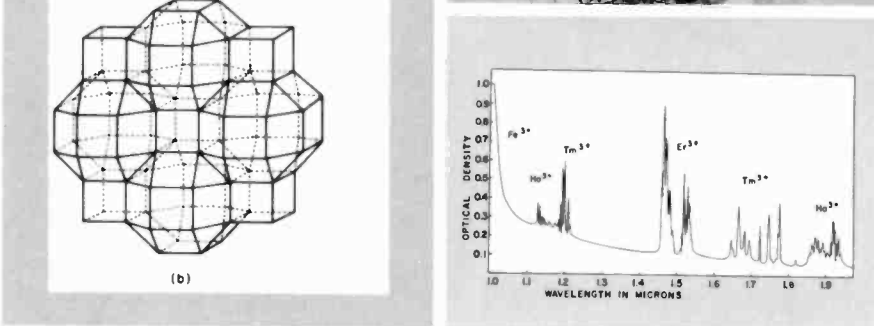 (b)
1.0
0.9
0.8
0.7
0.6
0.5
0.4
0.3
0.2
0.1
OPTICAL DENSITY
Fe3+
Ho3+
Tm3+
Er3+
Tm3+
Ho3+
1.0 1.1 1.2 1.3 1.4 1.5 1.6 1.7 1.8 1.9
WAVELENGTH IN MICRONS